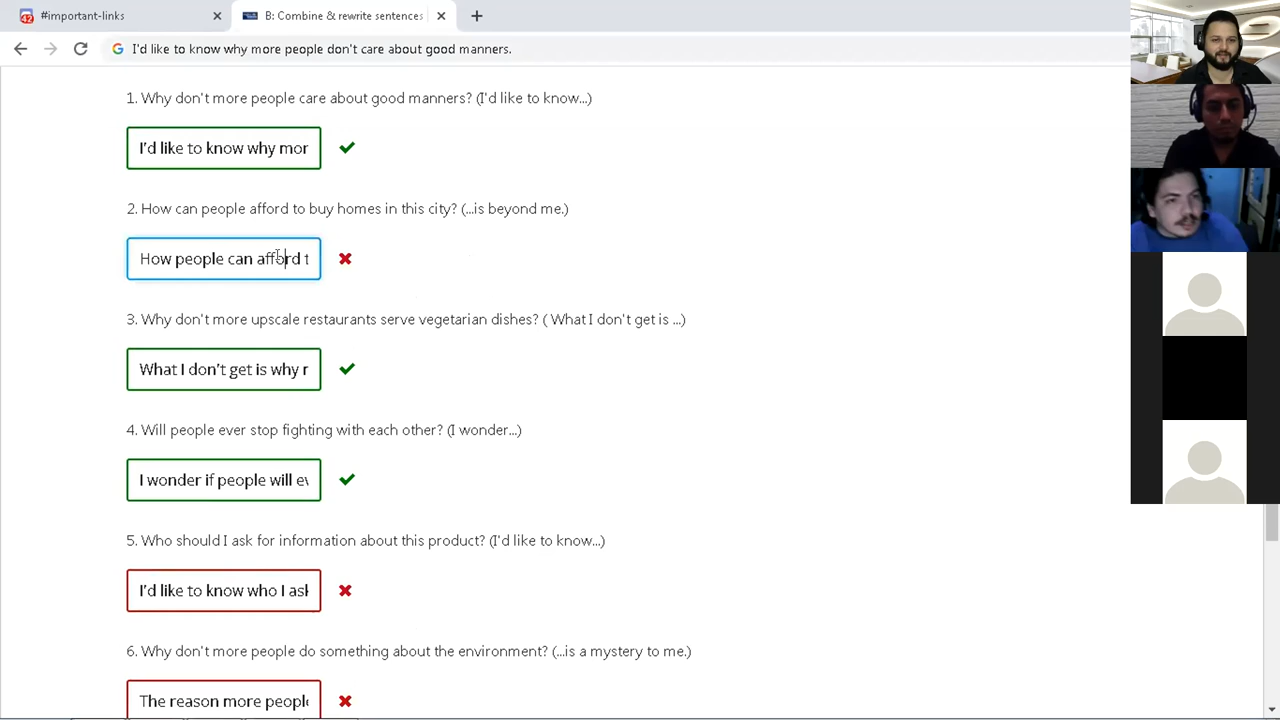 #important-links
B: Combine & rewrite sentences
I'd like to know why more people don't care about good manners.
1. Why don't more people care about good manners? (I'd like to know...)
I'd like to know why mor
2. How can people afford to buy homes in this city? (...is beyond me.)
How people can afford t
3. Why don't more upscale restaurants serve vegetarian dishes? ( What I don't get is ...)
What I don't get is why r
4. Will people ever stop fighting with each other? (I wonder...)
I wonder if people will ev
5. Who should I ask for information about this product? (I'd like to know...)
I'd like to know who I ask
6. Why don't more people do something about the environment? (...is a mystery to me.)
The reason more people